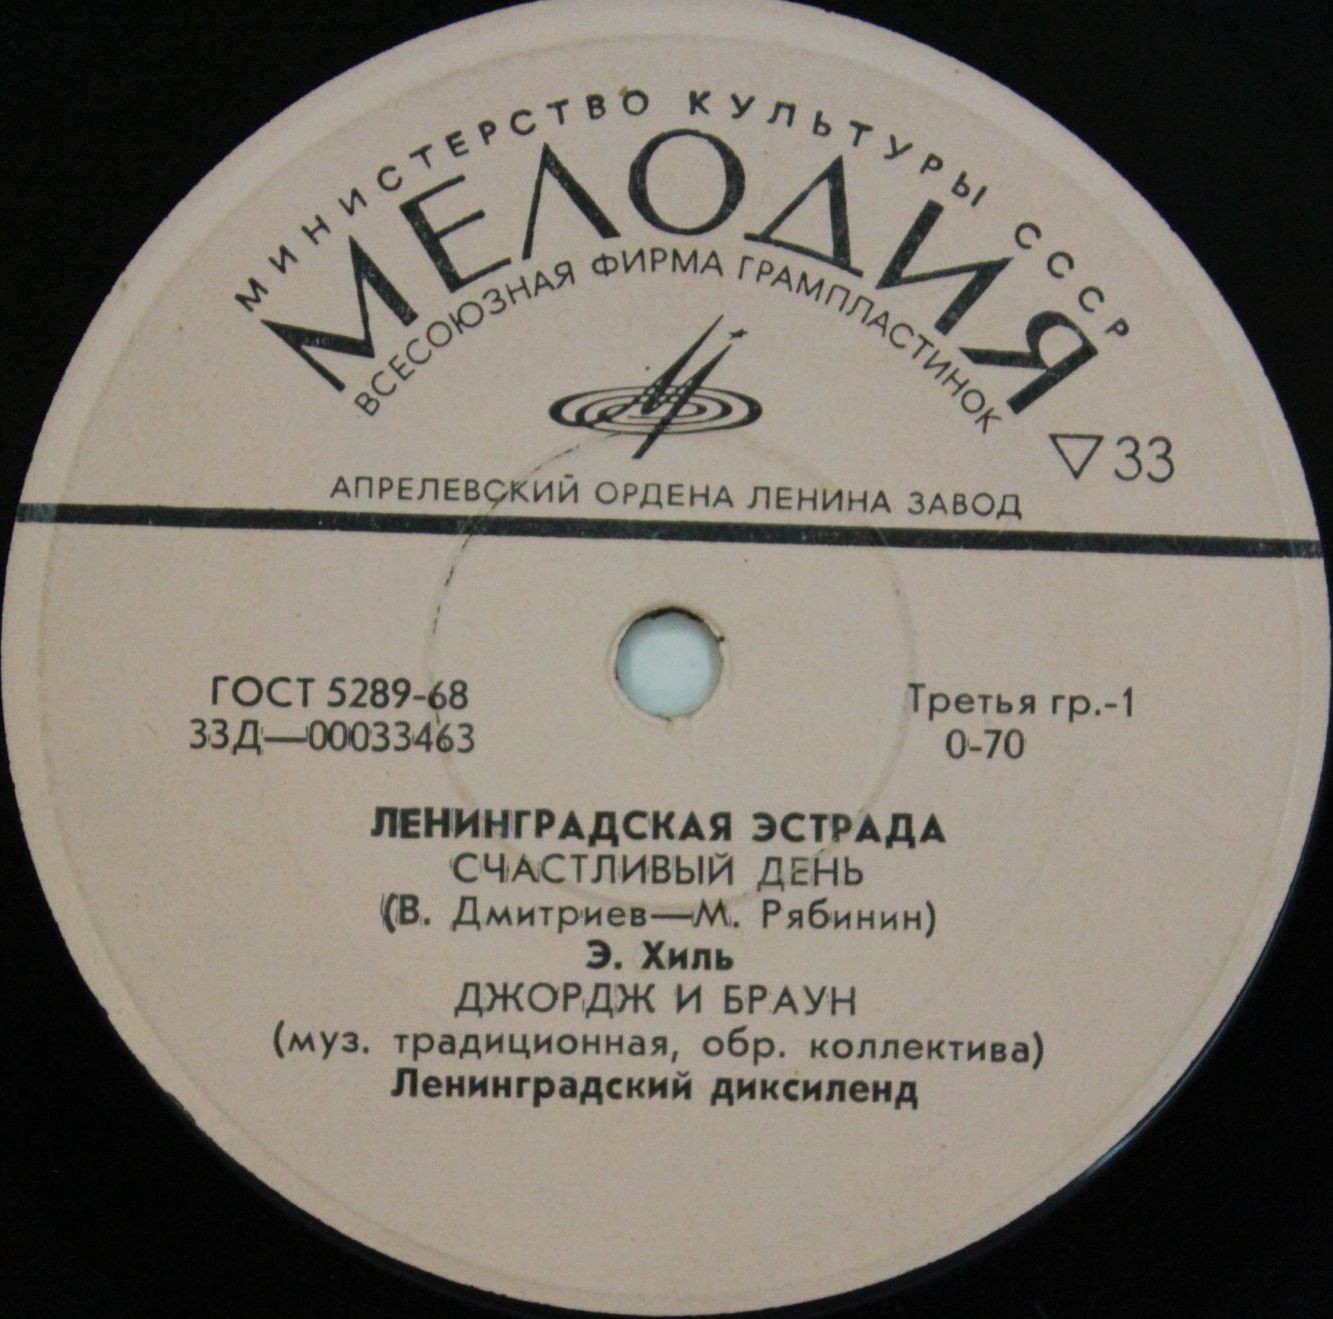 МИНИСТЕРСТВО КУЛЬТУРЫ СССР
МЕЛОДИЯ
ВСЕСОЮЗНАЯ ФИРМА ГРАМПЛАСТИНОК
▽33
АПРЕЛЕВСКИЙ ОРДЕНА ЛЕНИНА ЗАВОД
ГОСТ 5289-68
Третья гр.-1
33Д—00033463
0-70
ЛЕНИНГРАДСКАЯ ЭСТРАДА
СЧАСТЛИВЫЙ ДЕНЬ
(В. Дмитриев—М. Рябинин)
Э. Хиль
ДЖОРДЖ И БРАУН
(муз. традиционная, обр. коллектива)
Ленинградский диксиленд